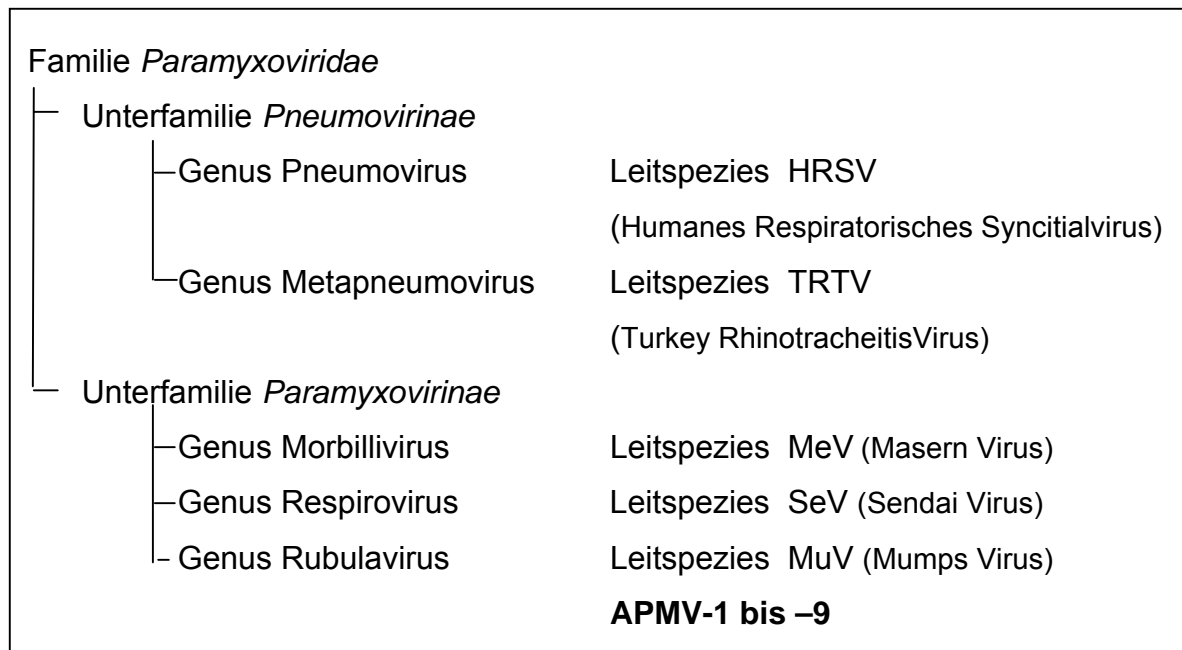 Familie Paramyxoviridae
Unterfamilie Pneumovirinae
Genus Pneumovirus Leitspezies HRSV
(Humanes Respiratorisches Syncitialvirus)
Genus Metapneumovirus Leitspezies TRTV
(Turkey RhinotracheitisVirus)
Unterfamilie Paramyxovirinae
Genus Morbillivirus Leitspezies MeV (Masern Virus)
Genus Respirovirus Leitspezies SeV (Sendai Virus)
Genus Rubulavirus Leitspezies MuV (Mumps Virus)
APMV-1 bis –9